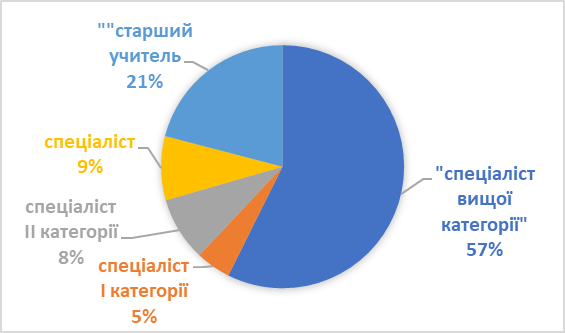 ""старший
учитель
21%
спеціаліст
9%
спеціаліст
ІІ категорії
8%
спеціаліст
І категорії
5%
"спеціаліст
вищої
категорії"
57%